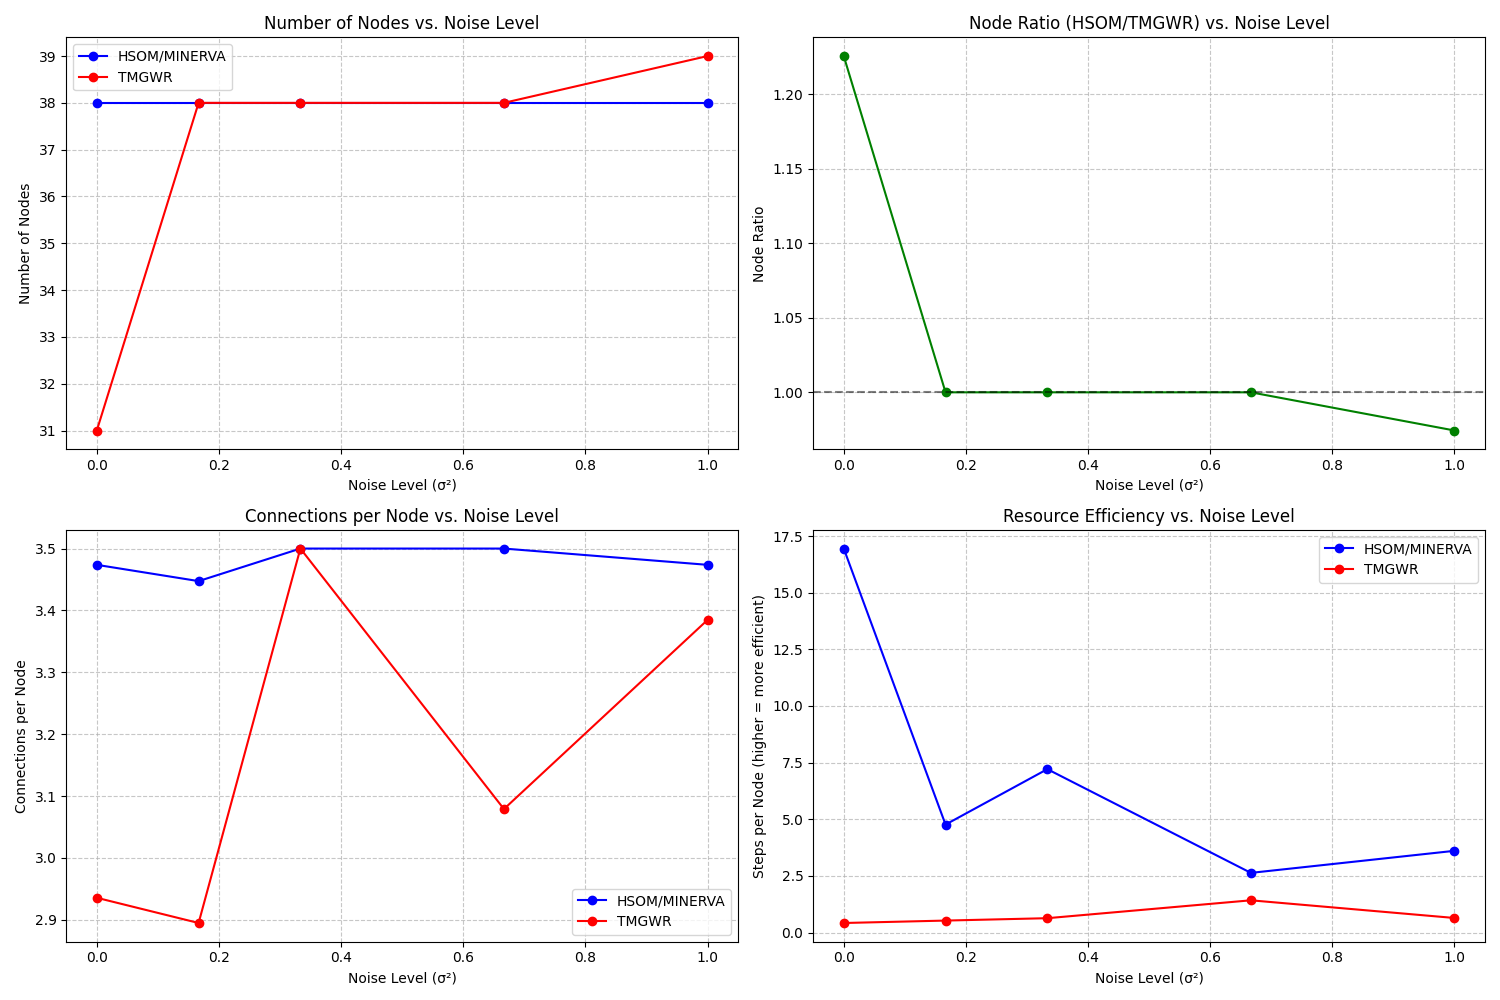 Number of Nodes vs. Noise Level
HSOM/MINERVA
TMGWR
39
38
37
36
35
34
33
32
31
Number of Nodes
0.0 0.2 0.4 0.6 0.8 1.0
Noise Level (σ²)
Node Ratio (HSOM/TMGWR) vs. Noise Level
1.20
1.15
1.10
1.05
1.00
Node Ratio
0.0 0.2 0.4 0.6 0.8 1.0
Noise Level (σ²)
Connections per Node vs. Noise Level
3.5
3.4
3.3
3.2
3.1
3.0
2.9
Connections per Node
HSOM/MINERVA
TMGWR
0.0 0.2 0.4 0.6 0.8 1.0
Noise Level (σ²)
Resource Efficiency vs. Noise Level
HSOM/MINERVA
TMGWR
17.5
15.0
12.5
10.0
7.5
5.0
2.5
0.0
Steps per Node (higher = more efficient)
0.0 0.2 0.4 0.6 0.8 1.0
Noise Level (σ²)